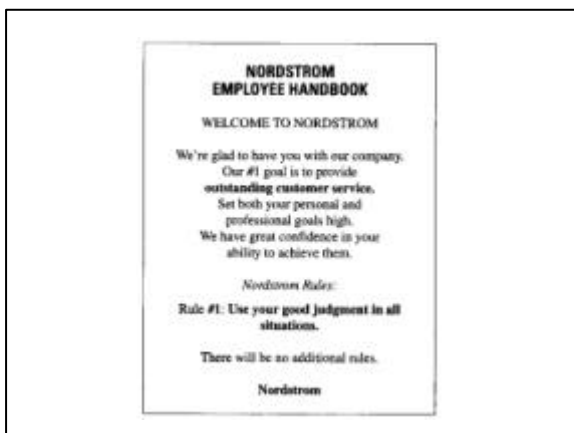 NORDSTROM
EMPLOYEE HANDBOOK
WELCOME TO NORDSTROM
We're glad to have you with our company.
Our #1 goal is to provide
outstanding customer service.
Set both your personal and
professional goals high.
We have great confidence in your
ability to achieve them.
Nordstrom Rules:
Rule #1: Use your good judgment in all
situations.
There will be no additional rules.
Nordstrom